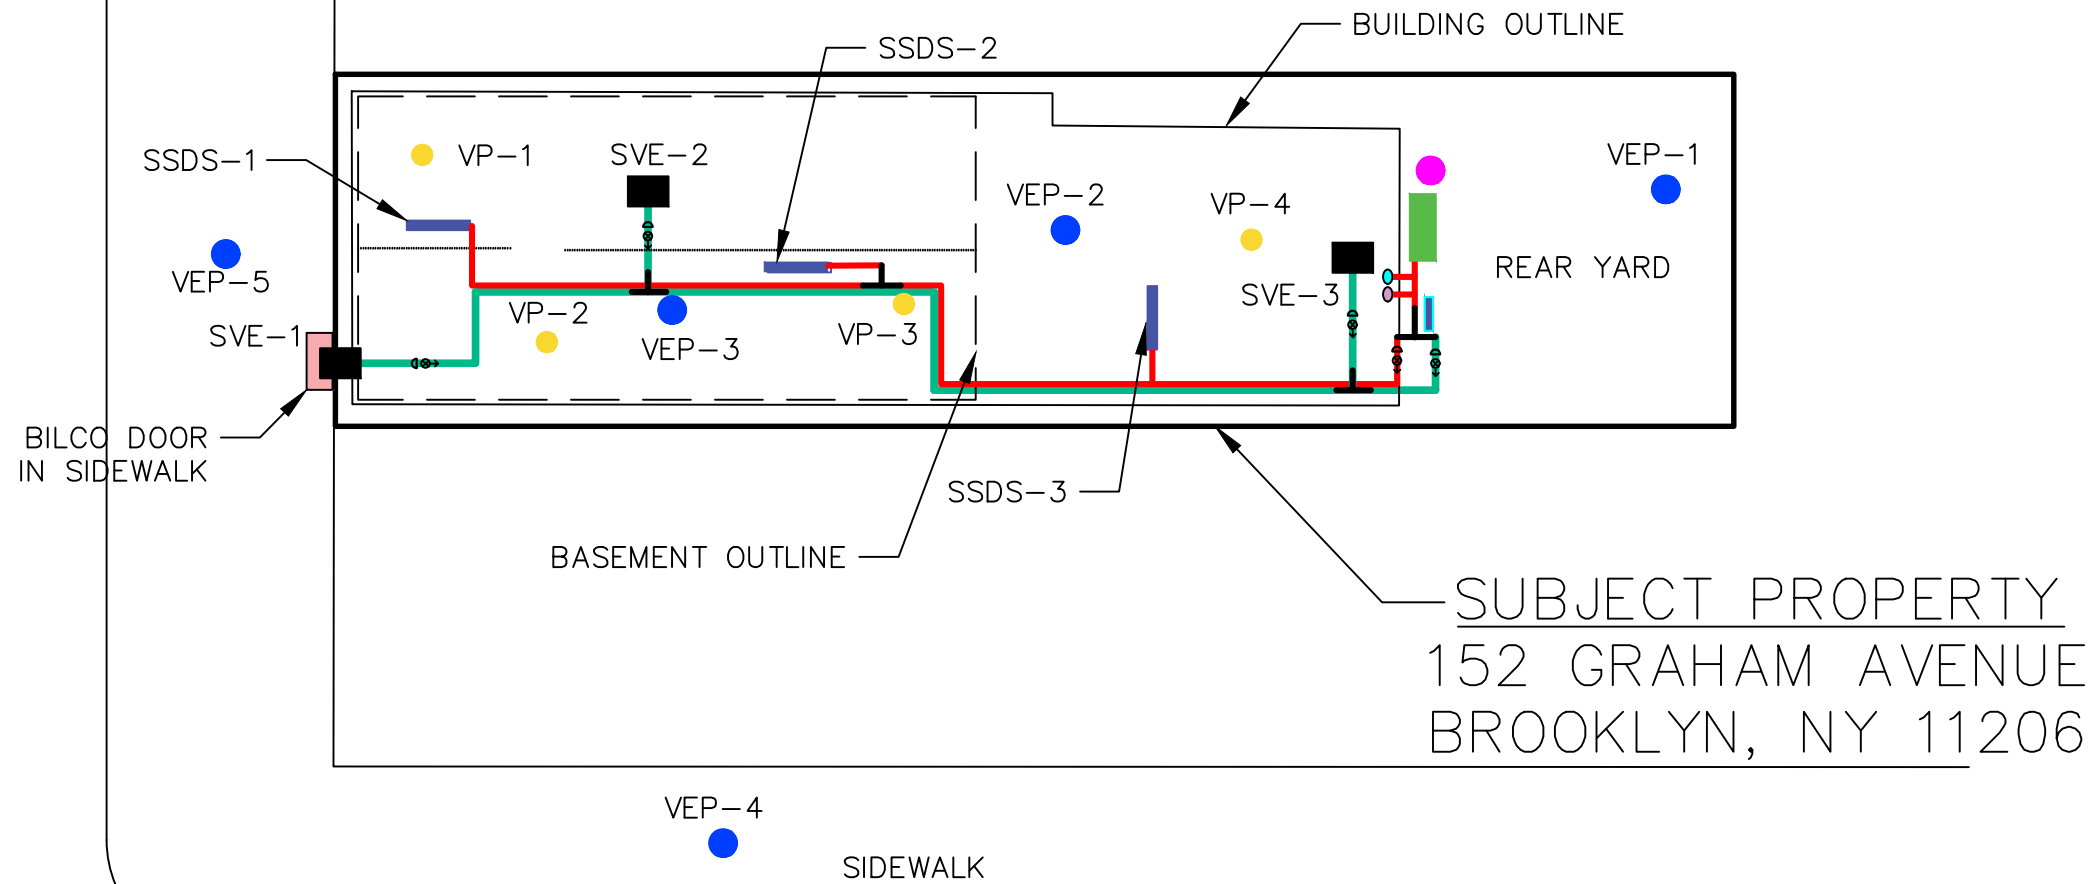 BUILDING OUTLINE
SSDS-2
SSDS-1
VP-1
SVE-2
VEP-1
VEP-2
VP-4
REAR YARD
VEP-5
SVE-3
VP-2
SVE-1
VEP-3
VP-3
BILCO DOOR
IN SIDEWALK
SSDS-3
BASEMENT OUTLINE
SUBJECT PROPERTY
152 GRAHAM AVENUE
BROOKLYN, NY 11206
VEP-4
SIDEWALK